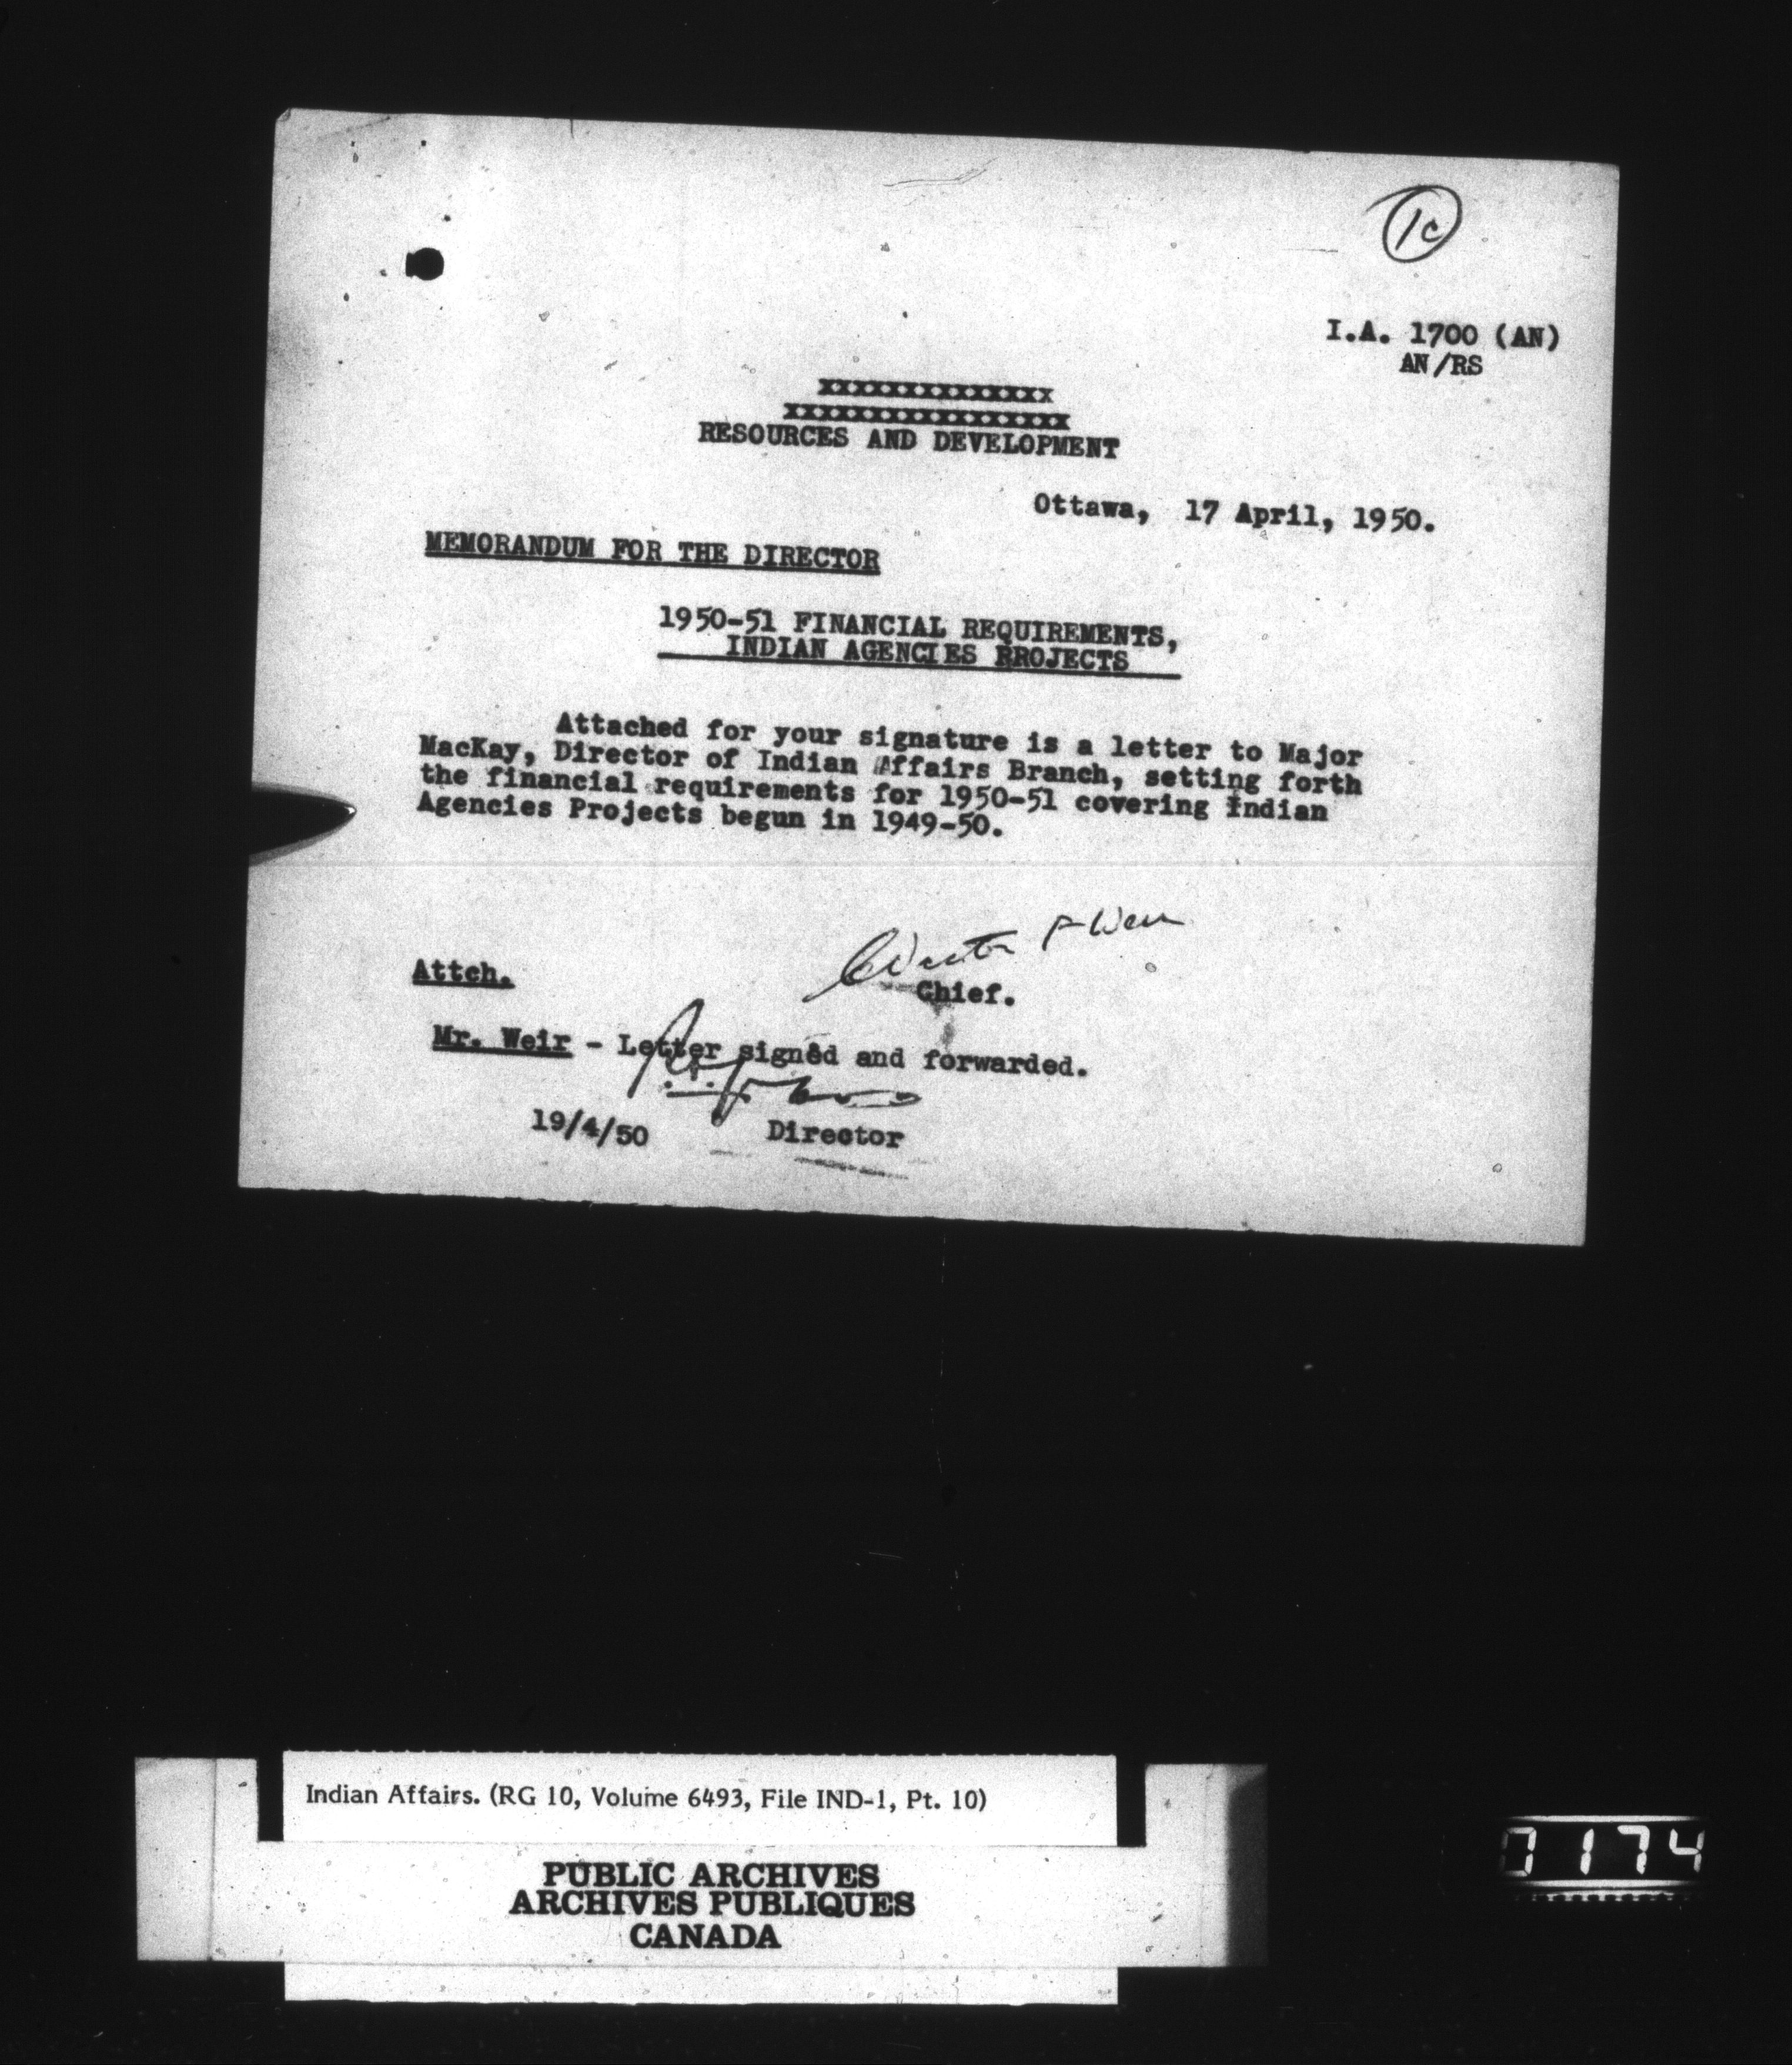 1c
I.A. 1700 (AN)
AN/RS
xxxxxxxxxxxxxx
xxxxxxxxxxxxxxxxx
RESOURCES AND DEVELOPMENT
Ottawa, 17 April, 1950.
MEMORANDUM FOR THE DIRECTOR
1950-51 FINANCIAL REQUIREMENTS,
INDIAN AGENCIES PROJECTS
Attached for your signature is a letter to Major
MacKay, Director of Indian Affairs Branch, setting forth
the financial requirements for 1950-51 covering Indian
Agencies Projects begun in 1949-50.
Attch.
Chief.
Mr. Weir - Letter signed and forwarded.
19/4/50 Director
Indian Affairs. (RG 10, Volume 6493, File IND-1, Pt. 10)
PUBLIC ARCHIVES
ARCHIVES PUBLIQUES
CANADA
0174